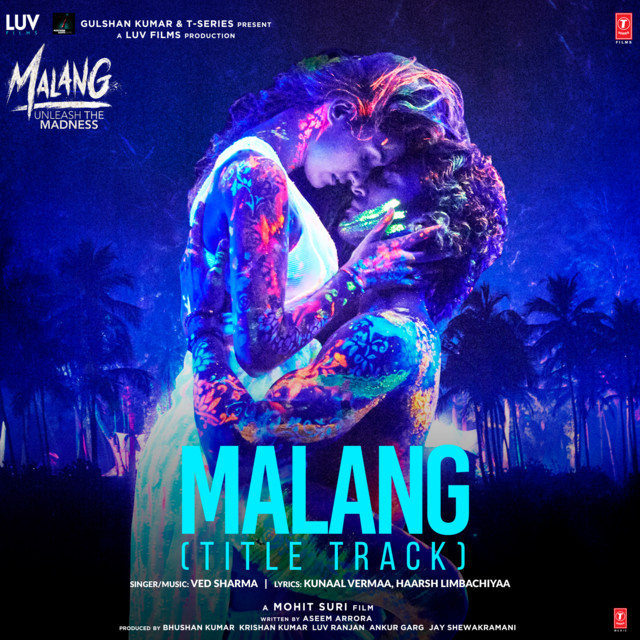 LUV
FILMS
GULSHAN KUMAR & T-SERIES PRESENT
A LUV FILMS PRODUCTION
T-SERIES
FILMS
MALANG
UNLEASH THE
MADNESS
MALANG
(TITLE TRACK)
SINGER/MUSIC: VED SHARMA | LYRICS: KUNAAL VERMAA, HAARSH LIMBACHIYAA
A MOHIT SURI FILM
WRITTEN BY ASEEM ARRORA
PRODUCED BY BHUSHAN KUMAR KRISHAN KUMAR LUV RANJAN ANKUR GARG JAY SHEWAKRAMANI
T-SERIES